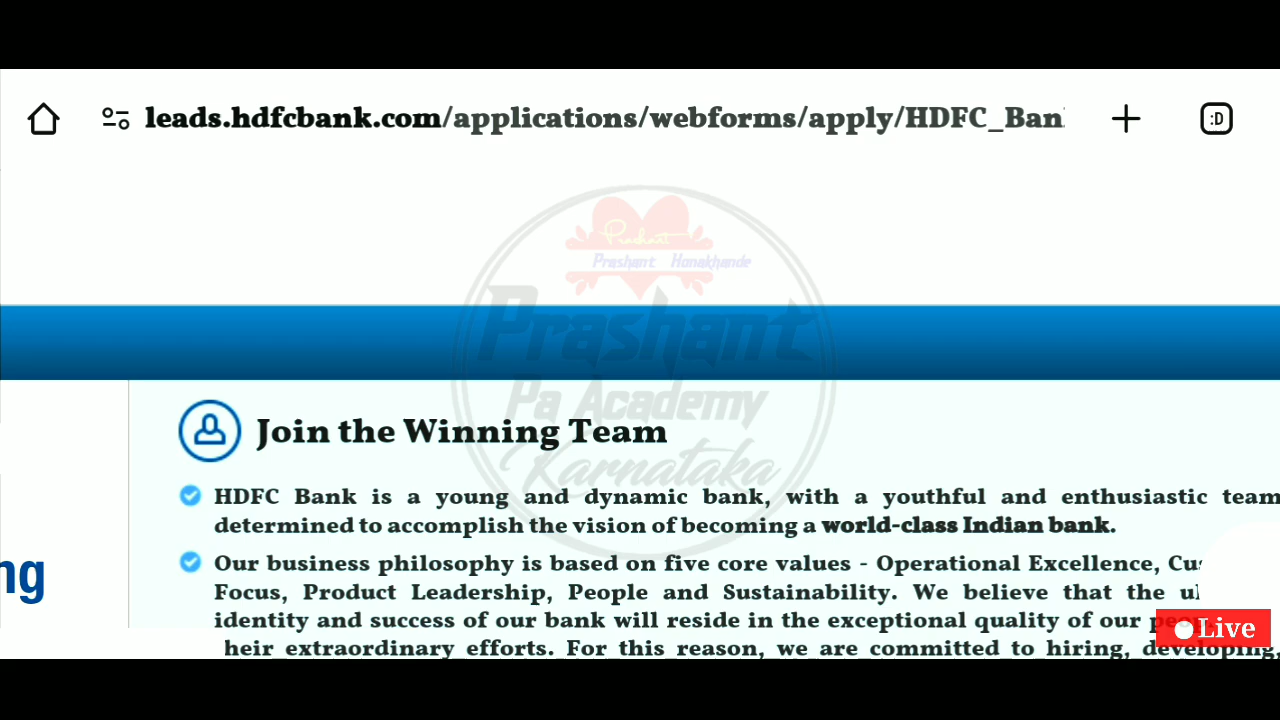 leads.hdfcbank.com/applications/webforms/apply/HDFC_Ban
:D
Prashant
Prashant Honakhande
Prashant
Pa Academy
Karnataka
Join the Winning Team
HDFC Bank is a young and dynamic bank, with a youthful and enthusiastic team
determined to accomplish the vision of becoming a world-class Indian bank.
Our business philosophy is based on five core values - Operational Excellence,
Focus, Product Leadership, People and Sustainability. We believe that the
ng
identity and success of our bank will reside in the exceptional quality of our
Live
heir extraordinary efforts. For this reason, we are committed to hiring, developing,